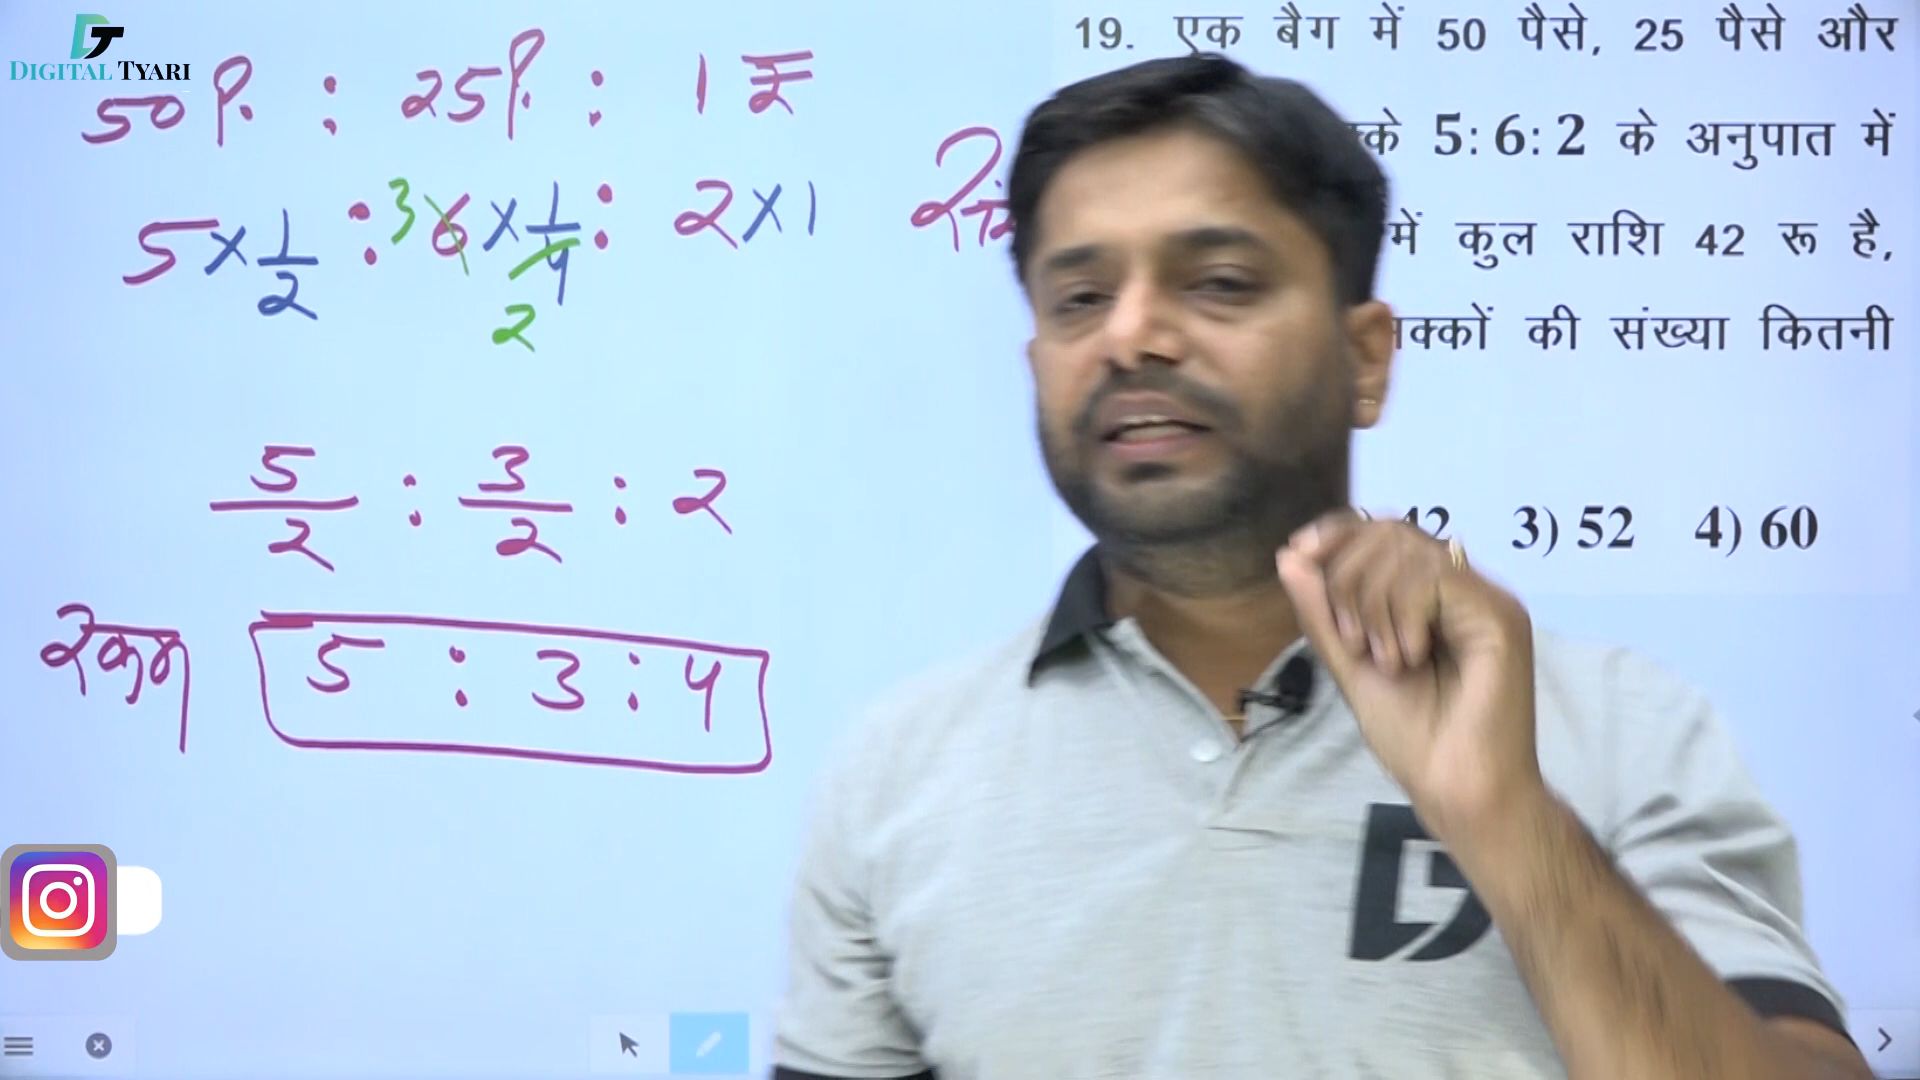 DIGITAL TYARI
50 P. : 25 P. : 1 ₹
5 × 1/2 : 3 6 × 1/4 : 2 × 1
2
5/2 : 3/2 : 2
रकम 5 : 3 : 4
19. एक बैग में 50 पैसे, 25 पैसे और
5:6:2 के अनुपात में
में कुल राशि 42 रू है,
की संख्या कितनी
42 3) 52 4) 60